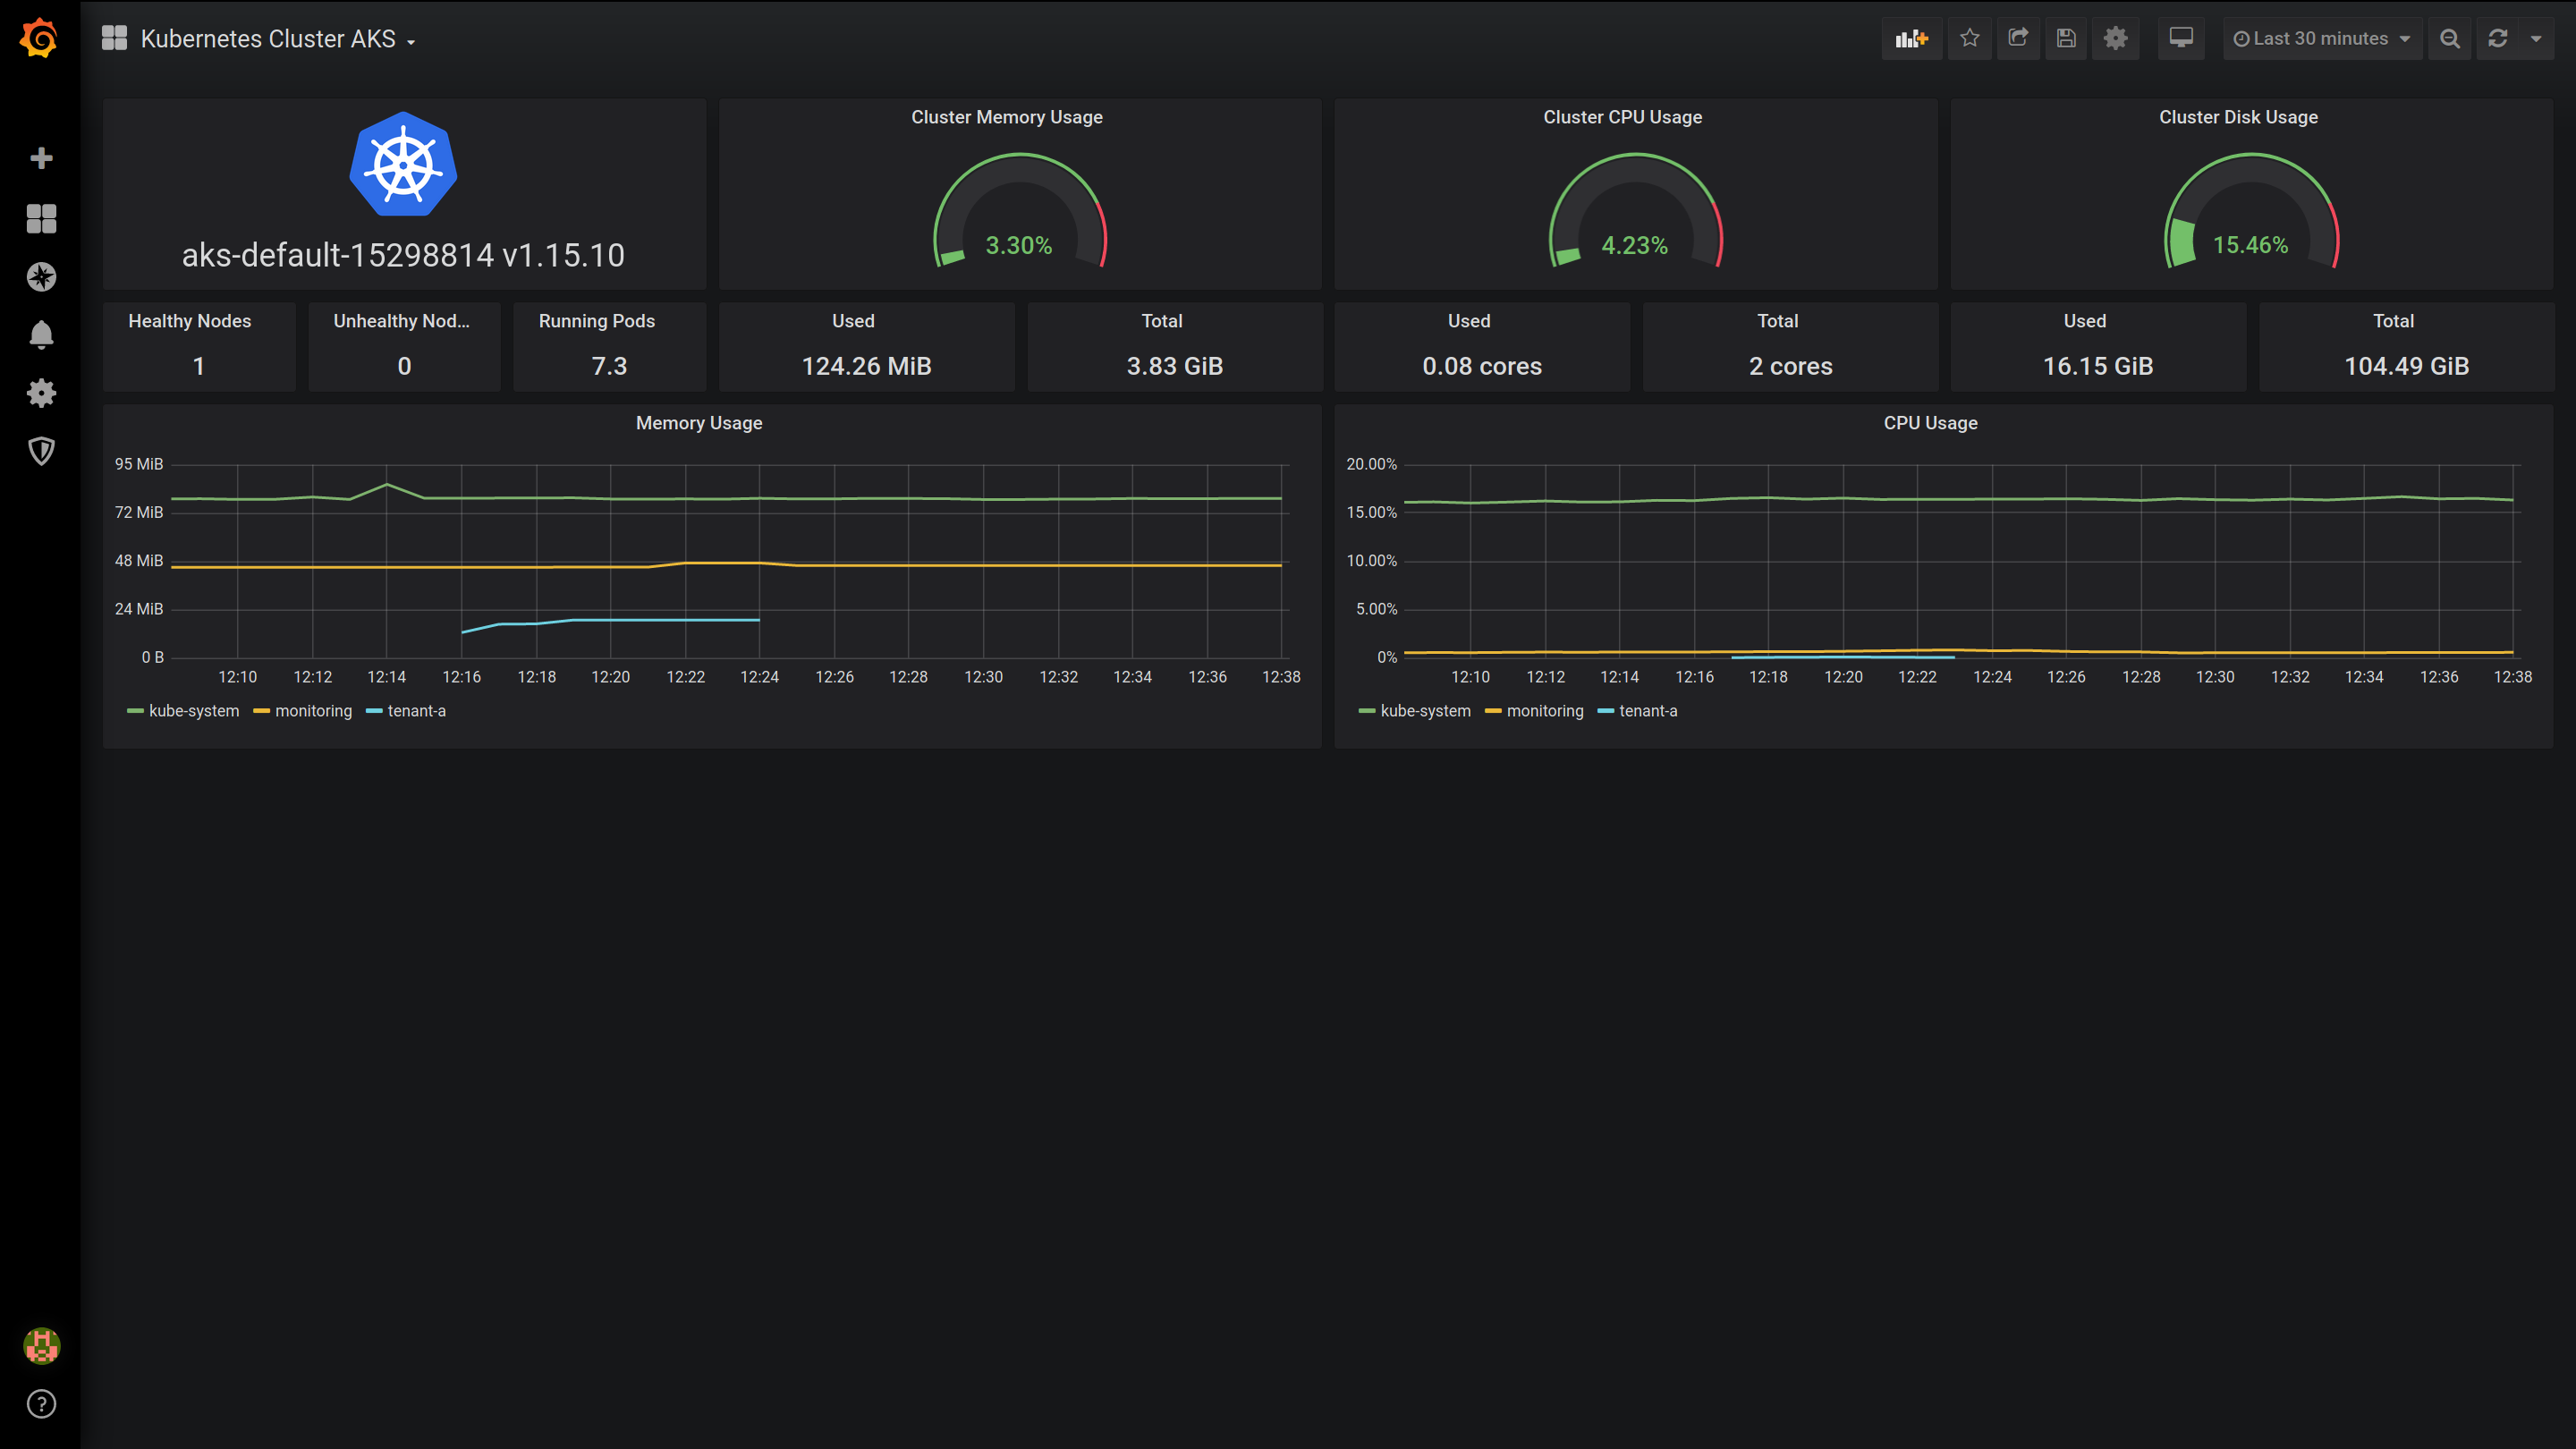 Kubernetes Cluster AKS
Last 30 minutes
aks-default-15298814 v1.15.10
Cluster Memory Usage
3.30%
Cluster CPU Usage
4.23%
Cluster Disk Usage
15.46%
Healthy Nodes
1
Unhealthy Nod...
0
Running Pods
7.3
Used
124.26 MiB
Total
3.83 GiB
Used
0.08 cores
Total
2 cores
Used
16.15 GiB
Total
104.49 GiB
Memory Usage
95 MiB
72 MiB
48 MiB
24 MiB
0 B
12:10 12:12 12:14 12:16 12:18 12:20 12:22 12:24 12:26 12:28 12:30 12:32 12:34 12:36 12:38
kube-system monitoring tenant-a
CPU Usage
20.00%
15.00%
10.00%
5.00%
0%
12:10 12:12 12:14 12:16 12:18 12:20 12:22 12:24 12:26 12:28 12:30 12:32 12:34 12:36 12:38
kube-system monitoring tenant-a